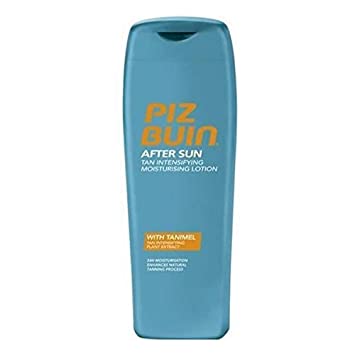 PIZ
BUIN
AFTER SUN
TAN INTENSIFYING
MOISTURISING LOTION
WITH TANIMEL
TAN INTENSIFYING
PLANT EXTRACT
24H MOISTURISATION
ENHANCES NATURAL
TANNING PROCESS